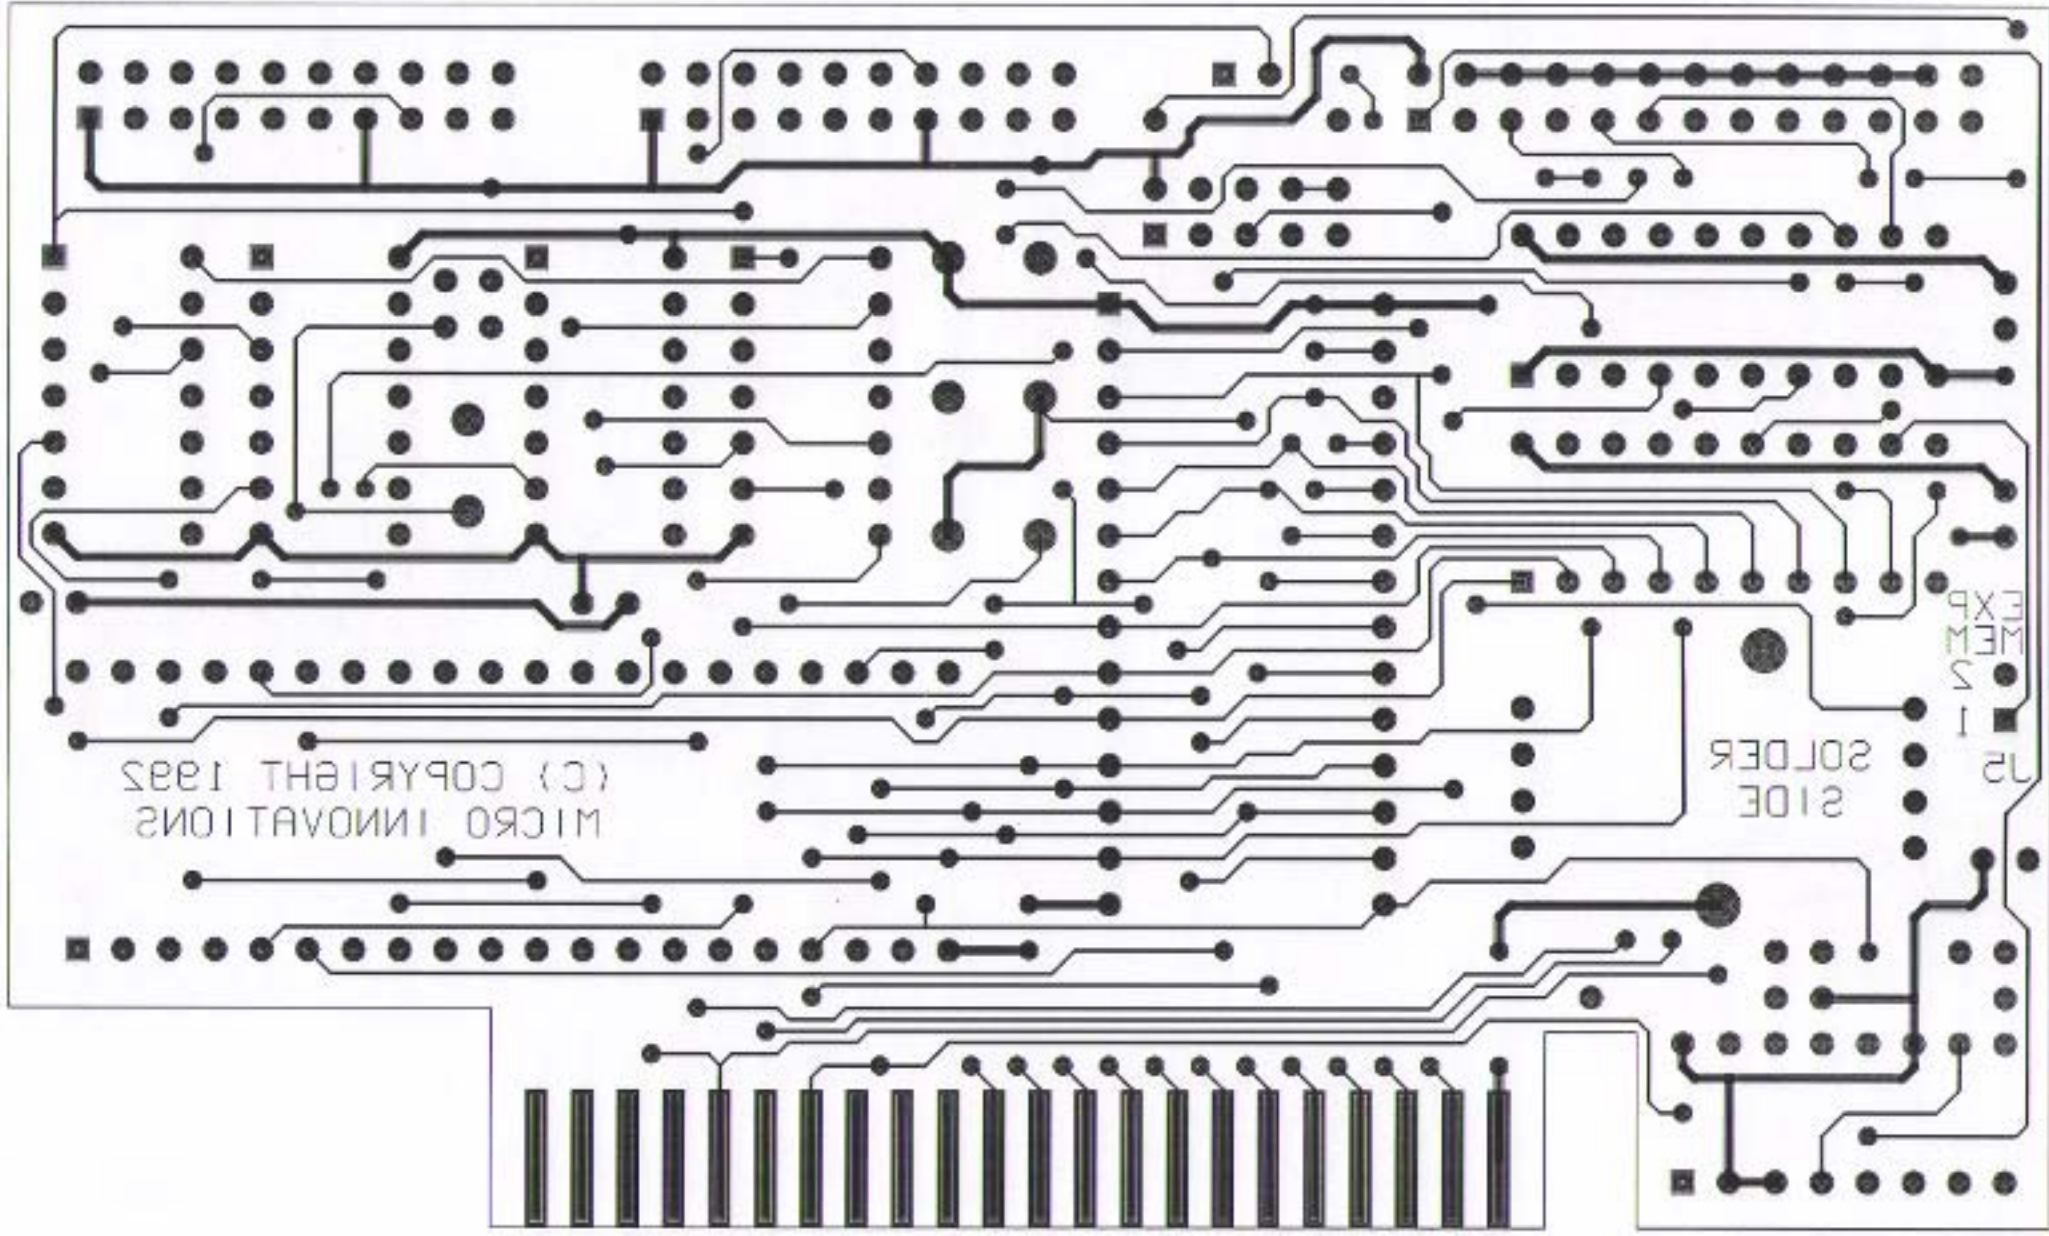 (C) COPYRIGHT 1992
MICRO INNOVATIONS
EXP
MEM
2
1
J5
SOLDER
SIDE